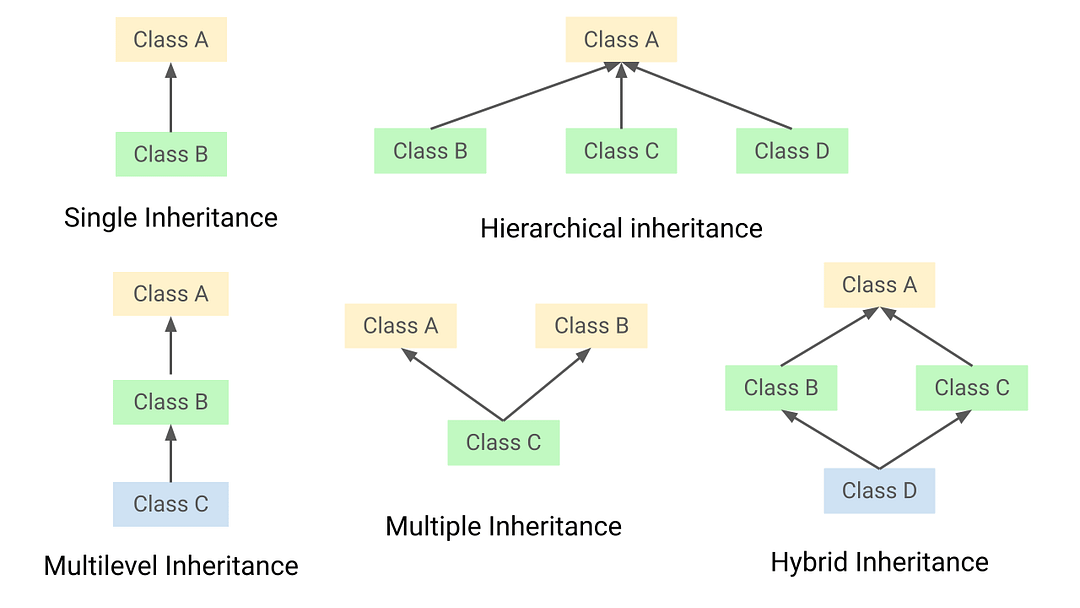 Class A
Class B
Single Inheritance
Class A
Class B
Class C
Class D
Hierarchical inheritance
Class A
Class B
Class C
Multilevel Inheritance
Class A
Class B
Class C
Multiple Inheritance
Class A
Class B
Class C
Class D
Hybrid Inheritance